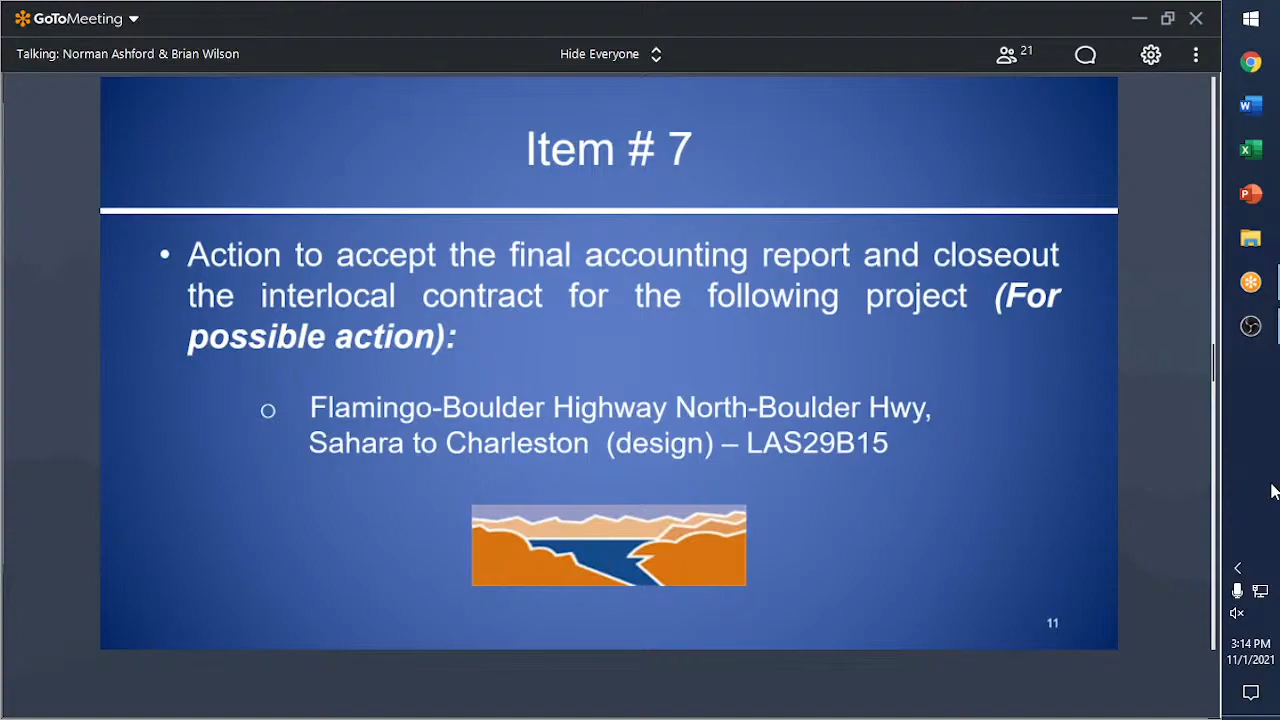 GoToMeeting
Talking: Norman Ashford & Brian Wilson
Hide Everyone
21
Item # 7
• Action to accept the final accounting report and closeout
the interlocal contract for the following project (For
possible action):
o Flamingo-Boulder Highway North-Boulder Hwy,
Sahara to Charleston (design) – LAS29B15
11
3:14 PM
11/1/2021